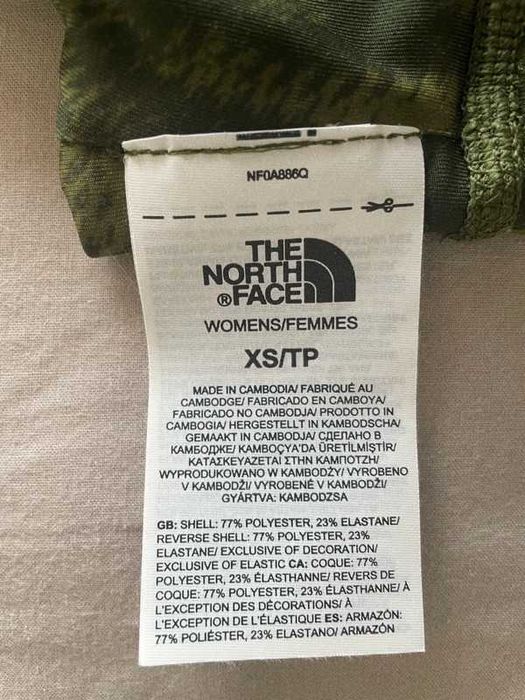 NF0A886Q
THE
NORTH
®FACE
WOMENS/FEMMES
XS/TP
MADE IN CAMBODIA/ FABRIQUÉ AU
CAMBODGE/ FABRICADO EN CAMBOYA/
FABRICADO NO CAMBODJA/ PRODOTTO IN
CAMBOGIA/ HERGESTELLT IN KAMBODSCHA/
GEMAAKT IN CAMBODJA/ СДЕЛАНО В
КАМБОДЖЕ/ KAMBOÇYA'DA ÜRETİLMİŞTİR/
ΚΑΤΑΣΚΕΥΑΖΕΤΑΙ ΣΤΗΝ ΚΑΜΠΟΤΖΗ/
WYPRODUKOWANO W KAMBODŻY/ VYROBENO
V KAMBODŽI/ VYROBENÉ V KAMBODŽI/
GYÁRTVA: KAMBODZSA
GB: SHELL: 77% POLYESTER, 23% ELASTANE/
REVERSE SHELL: 77% POLYESTER, 23%
ELASTANE/ EXCLUSIVE OF DECORATION/
EXCLUSIVE OF ELASTIC CA: COQUE: 77%
POLYESTER, 23% ÉLASTHANNE/ REVERS DE
COQUE: 77% POLYESTER, 23% ÉLASTHANNE/ À
L'EXCEPTION DES DÉCORATIONS/ À
L'EXCEPTION DE L'ÉLASTIQUE ES: ARMAZÓN:
77% POLIÉSTER, 23% ELASTANO/ ARMAZÓN